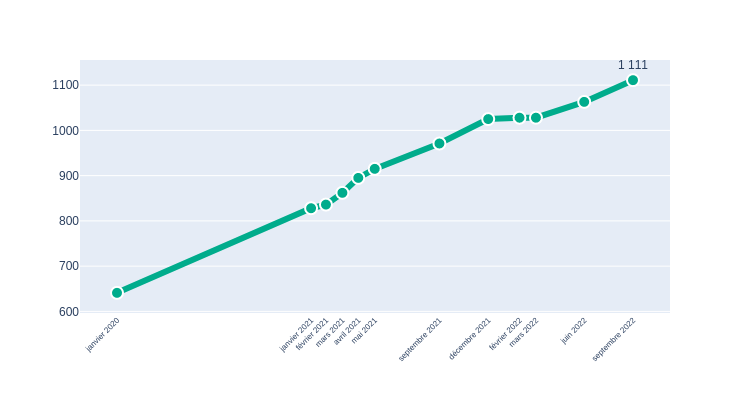 1 111
1100
1000
900
800
700
600
janvier 2020
janvier 2021
février 2021
mars 2021
avril 2021
mai 2021
septembre 2021
décembre 2021
février 2022
mars 2022
juin 2022
septembre 2022